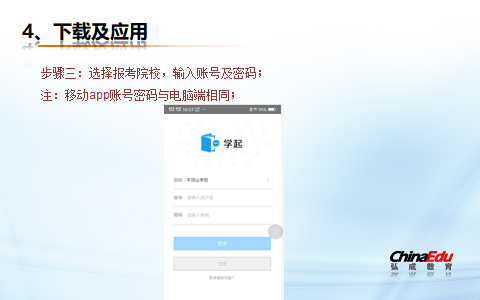 4、下载及应用
步骤三：选择报考院校，输入账号及密码；
注：移动app账号密码与电脑端相同；
学起
院校 平顶山学院
账号 请输入用户名
密码 请输入密码
登录
ChinaEdu
弘成教育